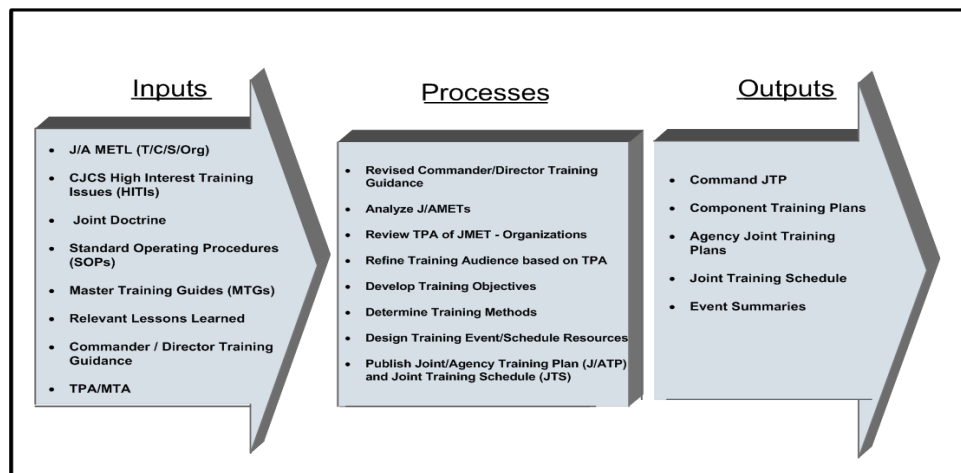 Inputs
• J/A METL (T/C/S/Org)
• CJCS High Interest Training
Issues (HITIs)
• Joint Doctrine
• Standard Operating Procedures
(SOPs)
• Master Training Guides (MTGs)
• Relevant Lessons Learned
• Commander / Director Training
Guidance
• TPA/MTA
Processes
• Revised Commander/Director Training
Guidance
• Analyze J/AMETs
• Review TPA of JMET - Organizations
• Refine Training Audience based on TPA
• Develop Training Objectives
• Determine Training Methods
• Design Training Event/Schedule Resources
• Publish Joint/Agency Training Plan (J/ATP)
and Joint Training Schedule (JTS)
Outputs
• Command JTP
• Component Training Plans
• Agency Joint Training
Plans
• Joint Training Schedule
• Event Summaries